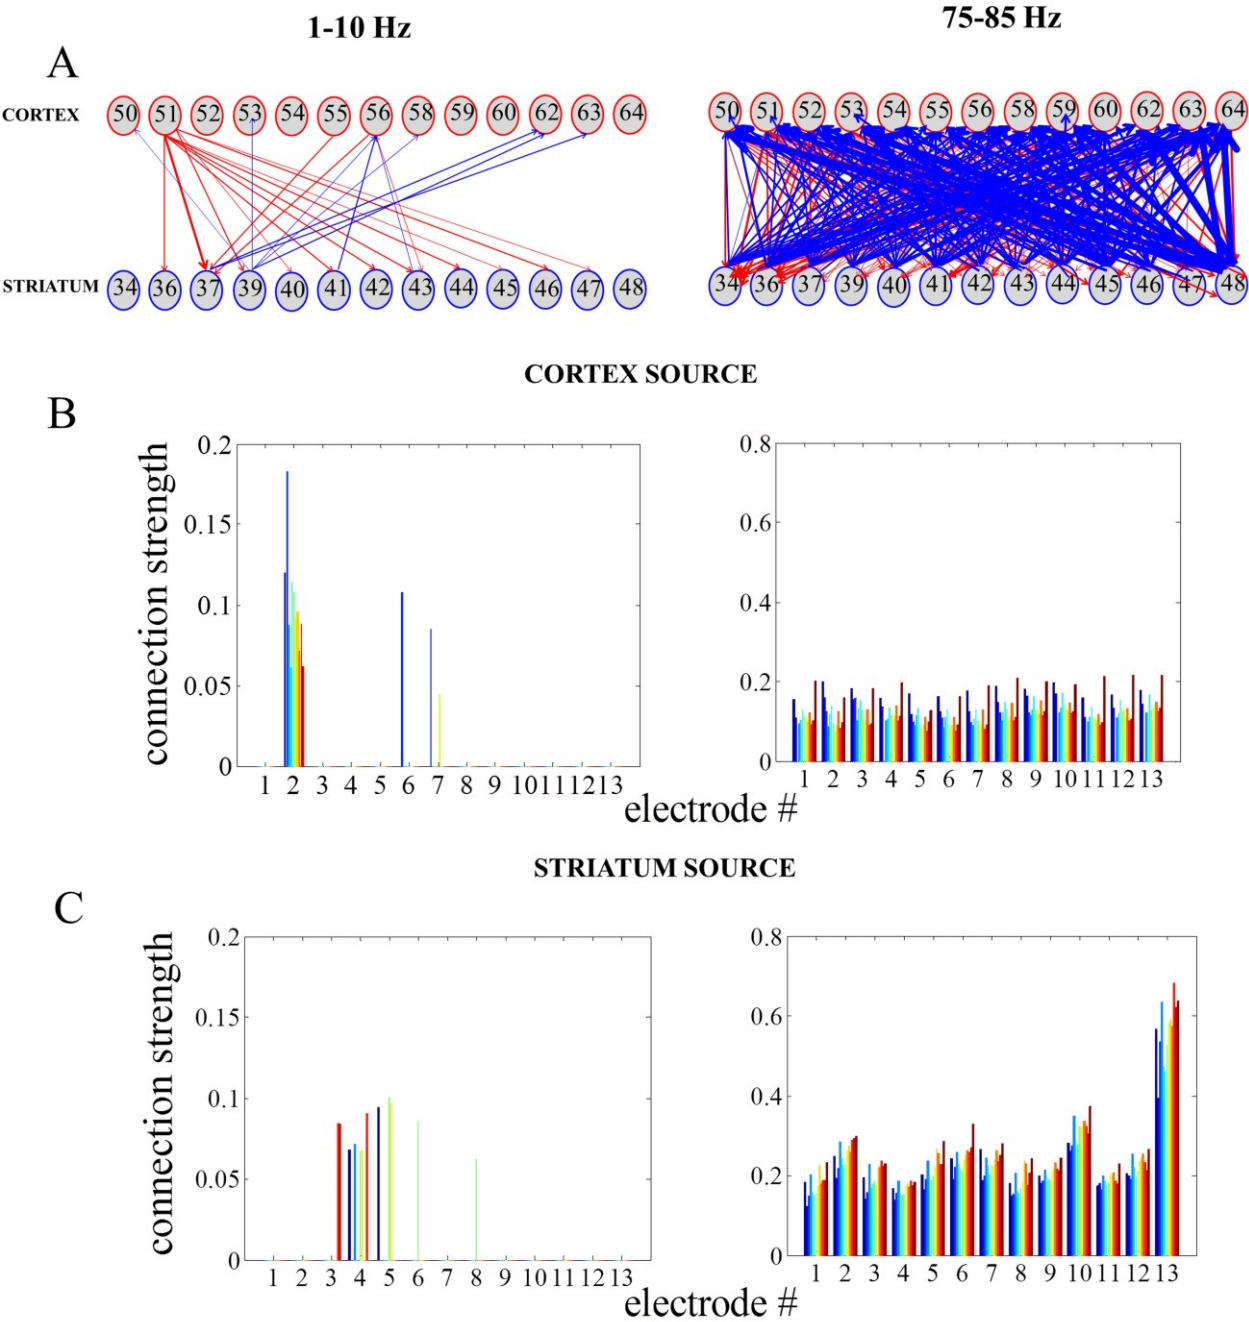 1-10 Hz 75-85 Hz
A
CORTEX 50 51 52 53 54 55 56 58 59 60 62 63 64 50 51 52 53 54 55 56 58 59 60 62 63 64
STRIATUM 34 36 37 39 40 41 42 43 44 45 46 47 48 34 36 37 39 40 41 42 43 44 45 46 47 48
CORTEX SOURCE
B
connection strength
0.2 0.8
0.15 0.6
0.1 0.4
0.05 0.2
0 0
1 2 3 4 5 6 7 8 9 10 11 12 13 1 2 3 4 5 6 7 8 9 10 11 12 13
electrode #
STRIATUM SOURCE
C
connection strength
0.2 0.8
0.15 0.6
0.1 0.4
0.05 0.2
0 0
1 2 3 4 5 6 7 8 9 10 11 12 13 1 2 3 4 5 6 7 8 9 10 11 12 13
electrode #